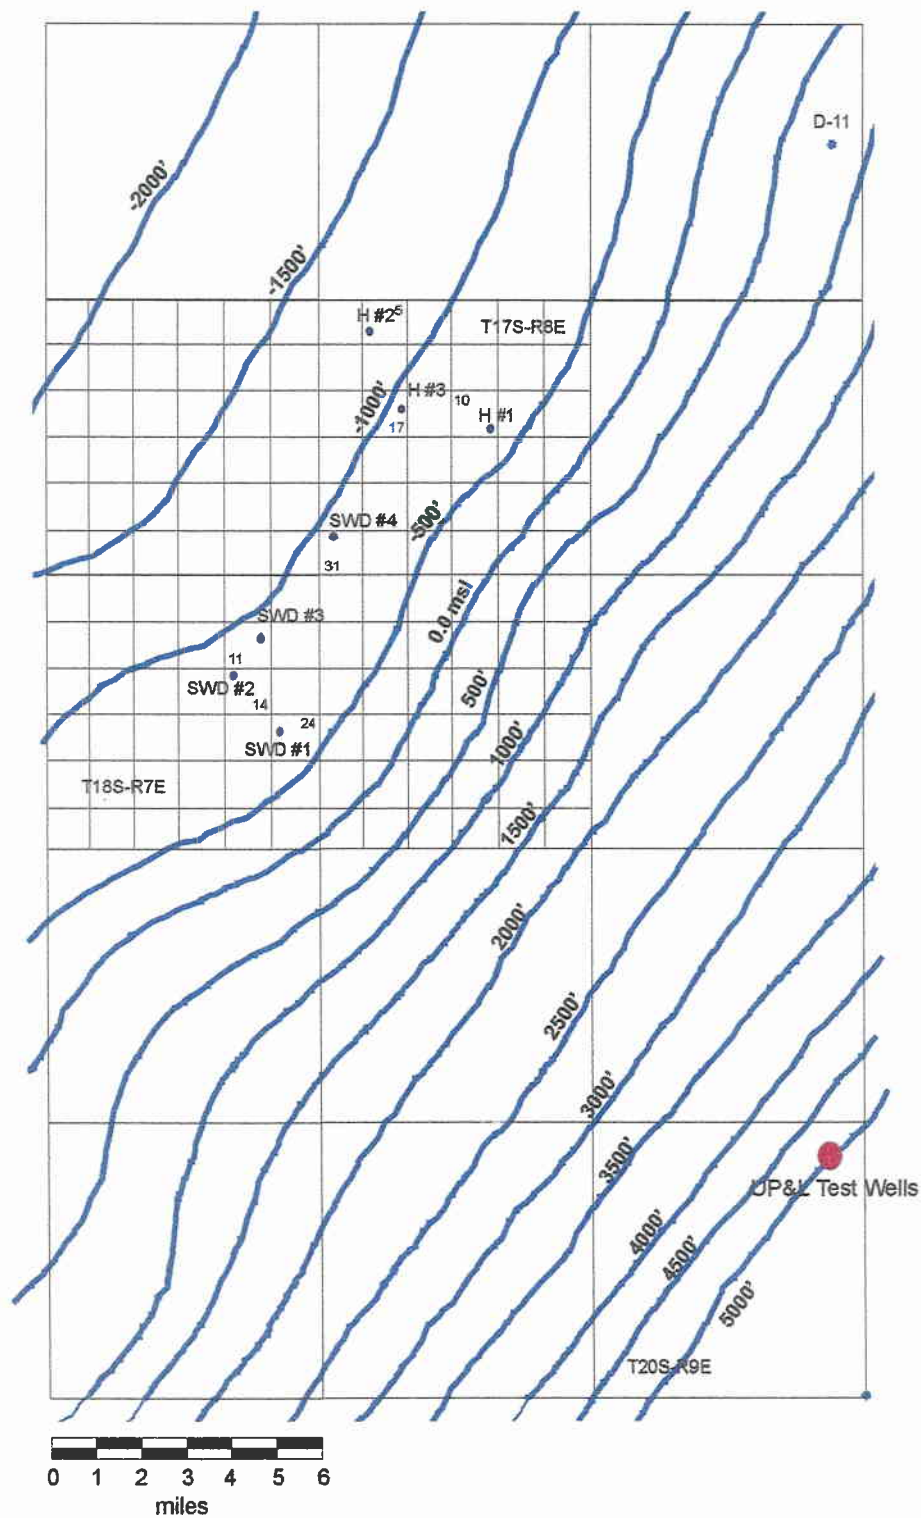 D-11
-2000'
-1500'
H #2 5
T17S-R8E
-1000'
H #3
10
17
H #1
SWD #4
-500'
31
0.0 msl
SWD #3
11
SWD #2
14
24
SWD #1
500'
1000'
T18S-R7E
1500'
2000'
2500'
3000'
3500'
UP&L Test Wells
4000'
4500'
5000'
T20S-R9E
0 1 2 3 4 5 6
miles